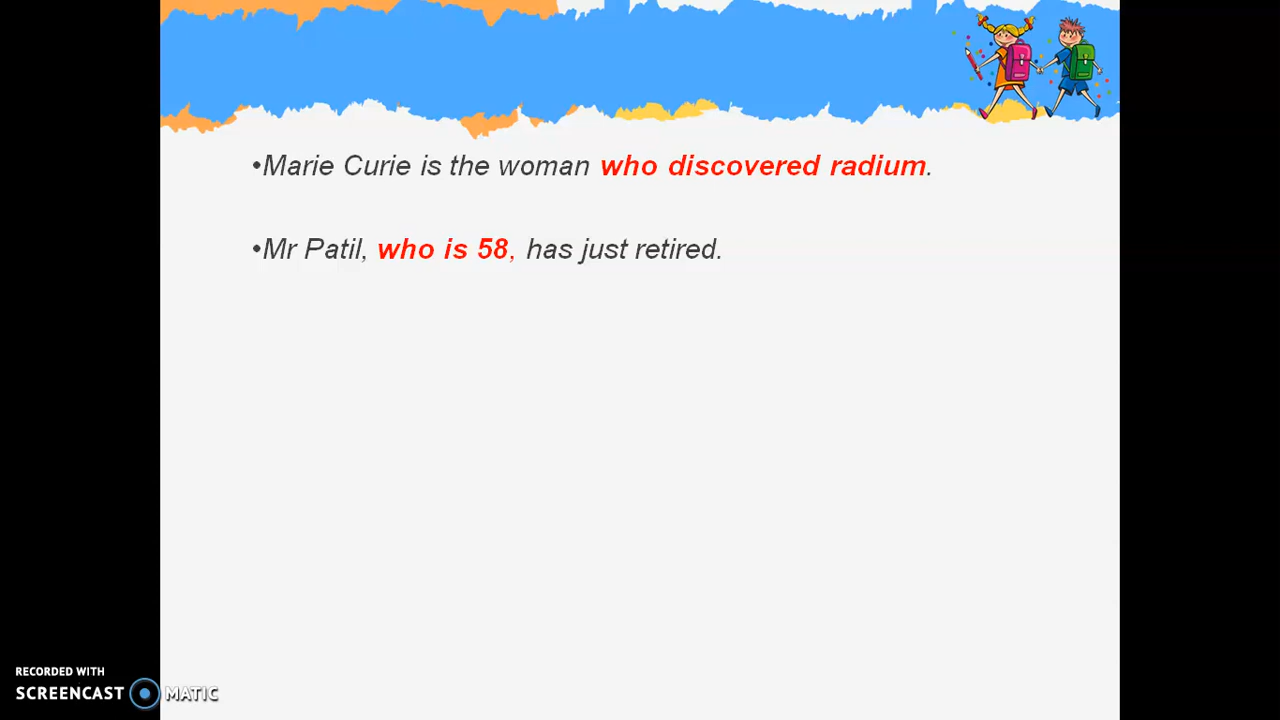 •Marie Curie is the woman who discovered radium.
•Mr Patil, who is 58, has just retired.
RECORDED WITH
SCREENCAST MATIC